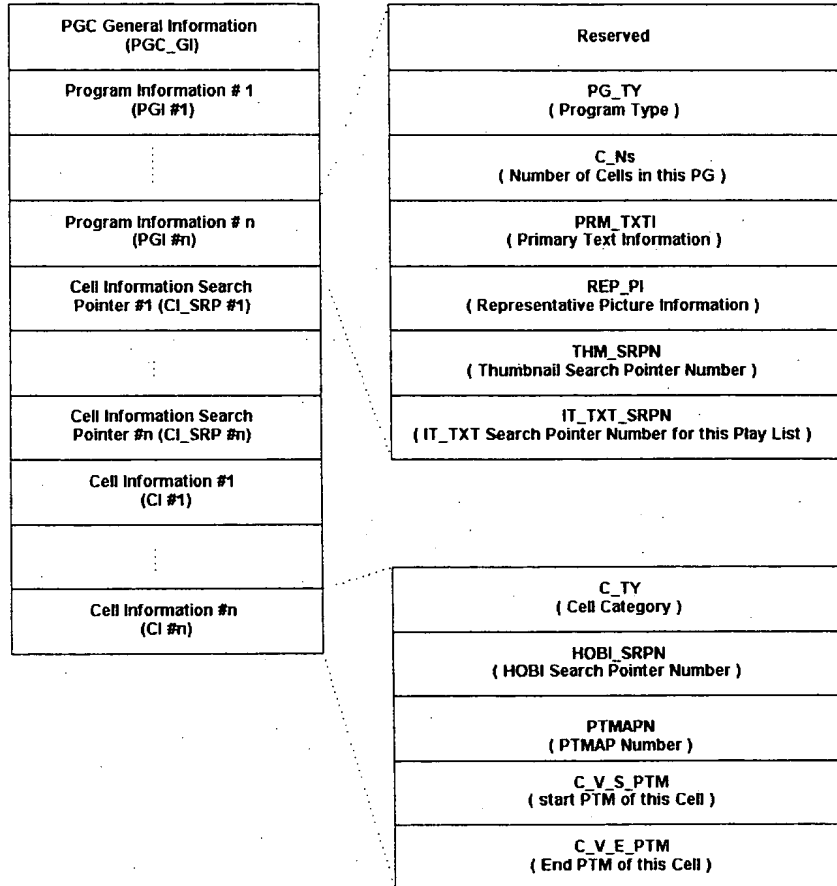 PGC General Information
(PGC_GI)
Program Information # 1
(PGI #1)
Program Information # n
(PGI #n)
Cell Information Search
Pointer #1 (CI_SRP #1)
Cell Information Search
Pointer #n (CI_SRP #n)
Cell Information #1
(CI #1)
Cell Information #n
(CI #n)
Reserved
PG_TY
( Program Type )
C_Ns
( Number of Cells in this PG )
PRM_TXTI
( Primary Text Information )
REP_PI
( Representative Picture Information )
THM_SRPN
( Thumbnail Search Pointer Number )
IT_TXT_SRPN
( IT_TXT Search Pointer Number for this Play List )
C_TY
( Cell Category )
HOBI_SRPN
( HOBI Search Pointer Number )
PTMAPN
( PTMAP Number )
C_V_S_PTM
( start PTM of this Cell )
C_V_E_PTM
( End PTM of this Cell )